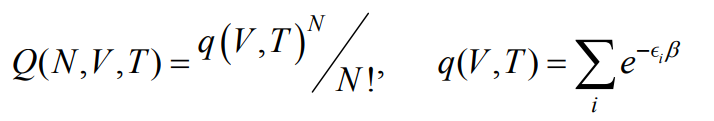 Q(N,V,T) = q(V,T)^N / N!,   q(V,T) = ∑_i e^{-ϵ_i β}